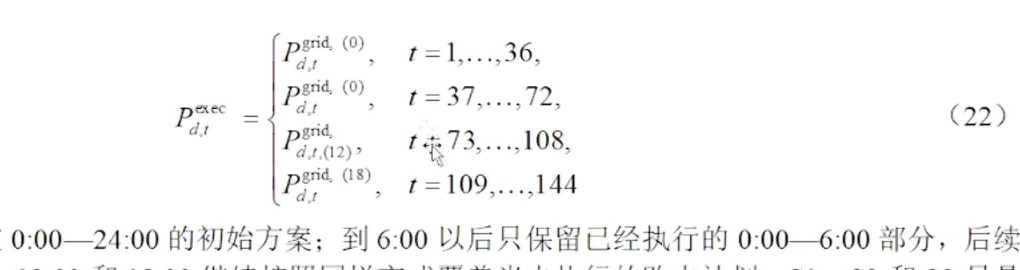 P_{d,t}^{exec} = { P_{d,t}^{grid, (0)}, t = 1,…,36,
P_{d,t}^{grid, (0)}, t = 37,…,72,
P_{d,t,(12)}^{grid,}, t = 73,…,108,
P_{d,t}^{grid, (18)}, t = 109,…,144
（22）
0:00—24:00 的初始方案；到 6:00 以后只保留已经执行的 0:00—6:00 部分，后续